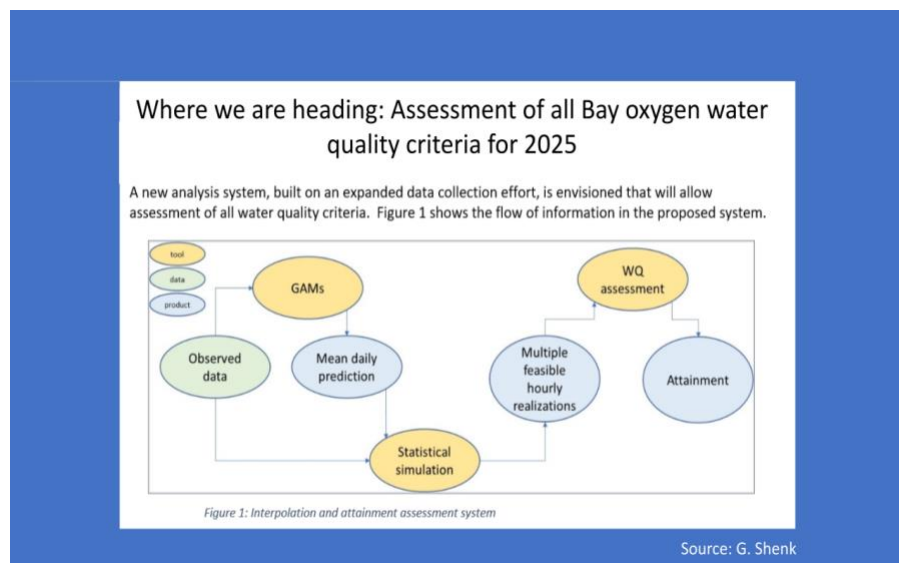 Where we are heading: Assessment of all Bay oxygen water
quality criteria for 2025
A new analysis system, built on an expanded data collection effort, is envisioned that will allow
assessment of all water quality criteria. Figure 1 shows the flow of information in the proposed system.
tool
data
product
GAMs
WQ
assessment
Observed
data
Mean daily
prediction
Multiple
feasible
hourly
realizations
Attainment
Statistical
simulation
Figure 1: Interpolation and attainment assessment system
Source: G. Shenk